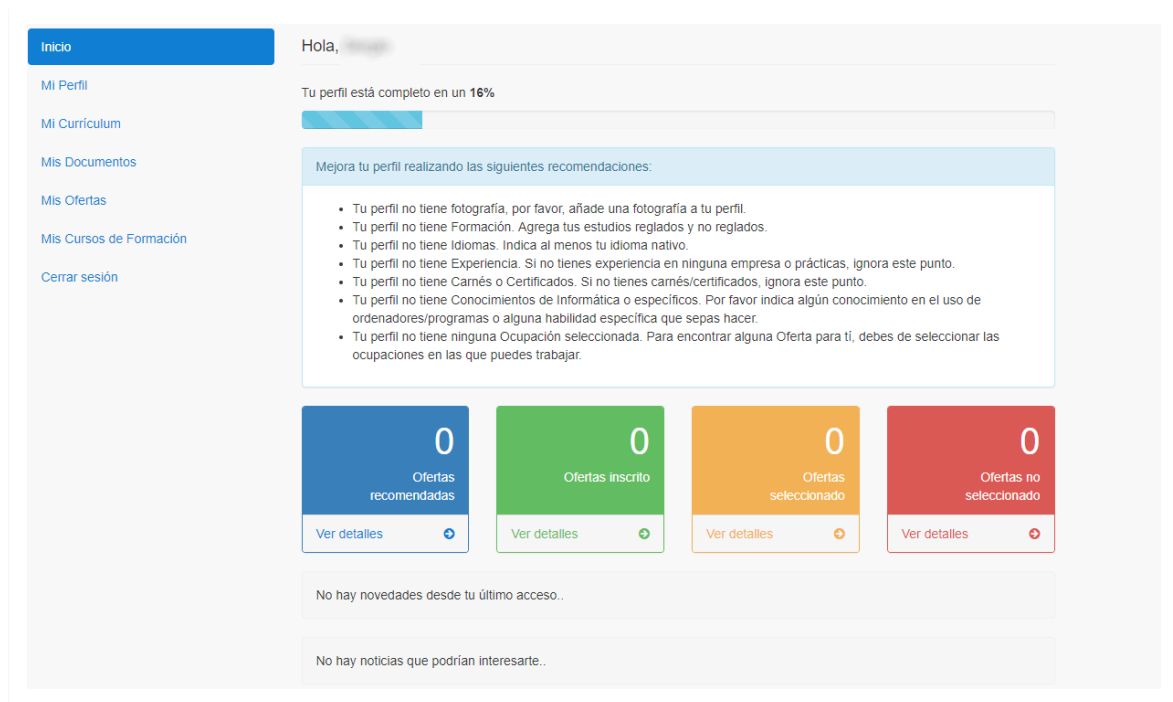 Inicio
Mi Perfil
Mi Currículum
Mis Documentos
Mis Ofertas
Mis Cursos de Formación
Cerrar sesión
Hola,
Tu perfil está completo en un 16%
Mejora tu perfil realizando las siguientes recomendaciones:
• Tu perfil no tiene fotografía, por favor, añade una fotografía a tu perfil.
• Tu perfil no tiene Formación. Agrega tus estudios reglados y no reglados.
• Tu perfil no tiene Idiomas. Indica al menos tu idioma nativo.
• Tu perfil no tiene Experiencia. Si no tienes experiencia en ninguna empresa o prácticas, ignora este punto.
• Tu perfil no tiene Carnés o Certificados. Si no tienes carnés/certificados, ignora este punto.
• Tu perfil no tiene Conocimientos de Informática o específicos. Por favor indica algún conocimiento en el uso de
ordenadores/programas o alguna habilidad específica que sepas hacer.
• Tu perfil no tiene ninguna Ocupación seleccionada. Para encontrar alguna Oferta para tí, debes de seleccionar las
ocupaciones en las que puedes trabajar.
0
Ofertas
recomendadas
Ver detalles
0
Ofertas inscrito
Ver detalles
0
Ofertas
seleccionado
Ver detalles
0
Ofertas no
seleccionado
Ver detalles
No hay novedades desde tu último acceso..
No hay noticias que podrían interesarte..